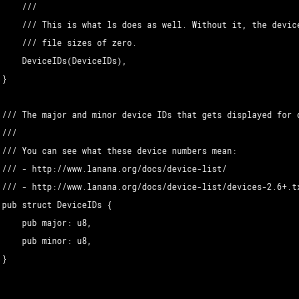 ///
/// This is what ls does as well. Without it, the device
/// file sizes of zero.
DeviceIDs(DeviceIDs),
}
/// The major and minor device IDs that gets displayed for
///
/// You can see what these device numbers mean:
/// - http://www.lanana.org/docs/device-list/
/// - http://www.lanana.org/docs/device-list/devices-2.6+.t
pub struct DeviceIDs {
pub major: u8,
pub minor: u8,
}